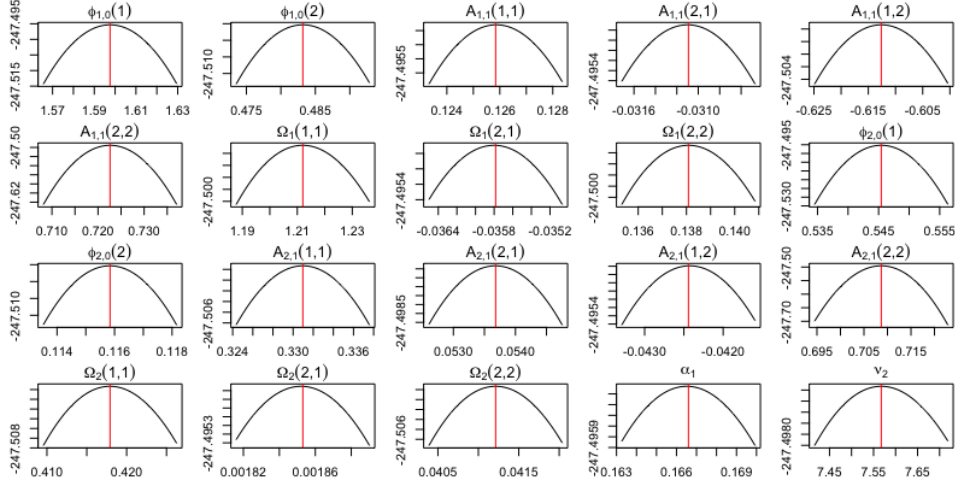 ϕ1,0(1) ϕ1,0(2) A1,1(1,1) A1,1(2,1) A1,1(1,2)
-247.515 -247.495 -247.510 -247.4955 -247.4954 -247.504
1.57 1.59 1.61 1.63 0.475 0.485 0.124 0.126 0.128 -0.0316 -0.0310 -0.625 -0.615 -0.605
A1,1(2,2) Ω1(1,1) Ω1(2,1) Ω1(2,2) ϕ2,0(1)
-247.62 -247.50 -247.500 -247.4954 -247.500 -247.530 -247.495
0.710 0.720 0.730 1.19 1.21 1.23 -0.0364 -0.0358 -0.0352 0.136 0.138 0.140 0.535 0.545 0.555
ϕ2,0(2) A2,1(1,1) A2,1(2,1) A2,1(1,2) A2,1(2,2)
-247.510 -247.506 -247.4985 -247.4954 -247.70 -247.50
0.114 0.116 0.118 0.324 0.330 0.336 0.0530 0.0540 -0.0430 -0.0420 0.695 0.705 0.715
Ω2(1,1) Ω2(2,1) Ω2(2,2) α1 ν2
-247.508 -247.4953 -247.506 -247.4959 -247.4980
0.410 0.420 0.00182 0.00186 0.0405 0.0415 0.163 0.166 0.169 7.45 7.55 7.65